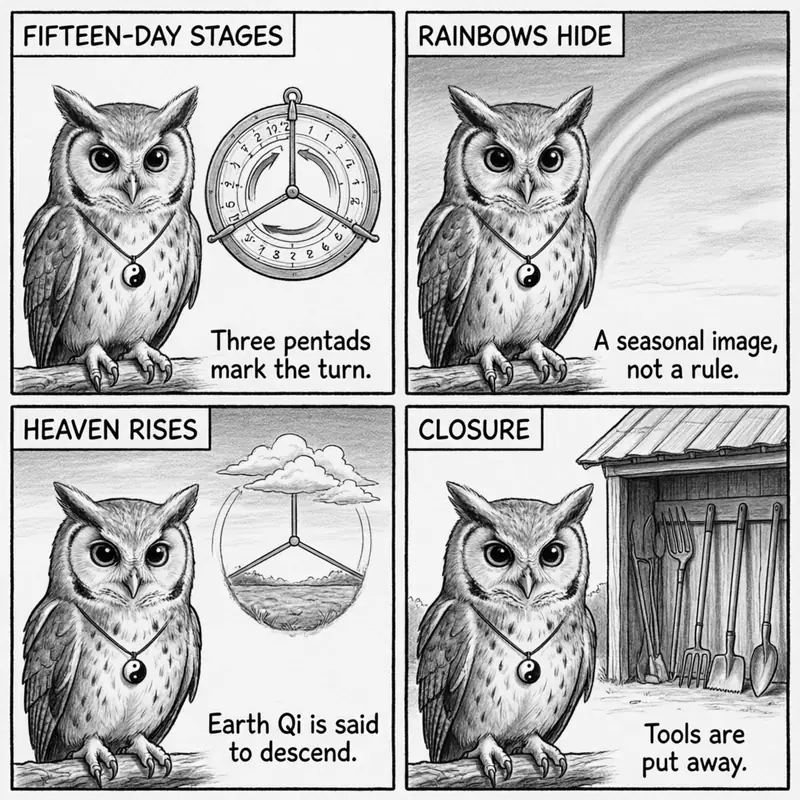 FIFTEEN-DAY STAGES
Three pentads
mark the turn.
RAINBOWS HIDE
A seasonal image,
not a rule.
HEAVEN RISES
Earth Qi is said
to descend.
CLOSURE
Tools are
put away.